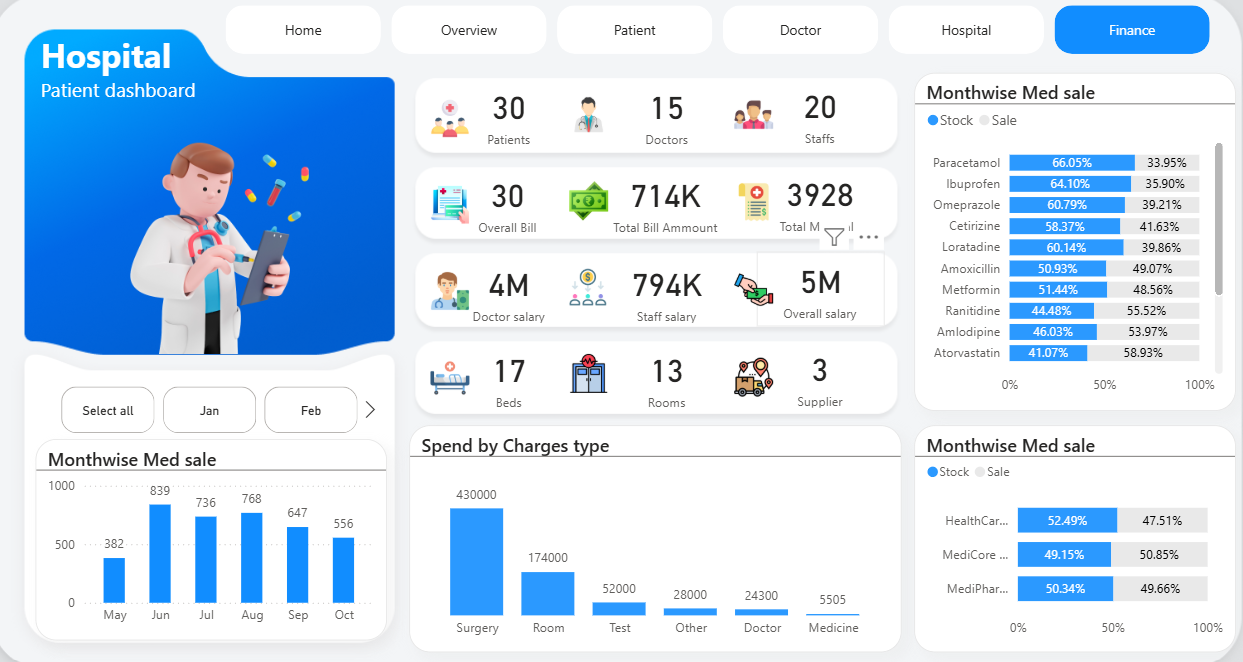 Home
Overview
Patient
Doctor
Hospital
Finance
Hospital
Patient dashboard
30
Patients
15
Doctors
20
Staffs
30
Overall Bill
714K
Total Bill Ammount
3928
Total M
4M
Doctor salary
794K
Staff salary
5M
Overall salary
17
Beds
13
Rooms
3
Supplier
Select all
Jan
Feb
Monthwise Med sale
1000
500
0
382
839
736
768
647
556
May
Jun
Jul
Aug
Sep
Oct
Spend by Charges type
430000
174000
52000
28000
24300
5505
Surgery
Room
Test
Other
Doctor
Medicine
Monthwise Med sale
Stock Sale
Paracetamol 66.05% 33.95%
Ibuprofen 64.10% 35.90%
Omeprazole 60.79% 39.21%
Cetirizine 58.37% 41.63%
Loratadine 60.14% 39.86%
Amoxicillin 50.93% 49.07%
Metformin 51.44% 48.56%
Ranitidine 44.48% 55.52%
Amlodipine 46.03% 53.97%
Atorvastatin 41.07% 58.93%
0% 50% 100%
Monthwise Med sale
Stock Sale
HealthCar... 52.49% 47.51%
MediCore ... 49.15% 50.85%
MediPhar... 50.34% 49.66%
0% 50% 100%